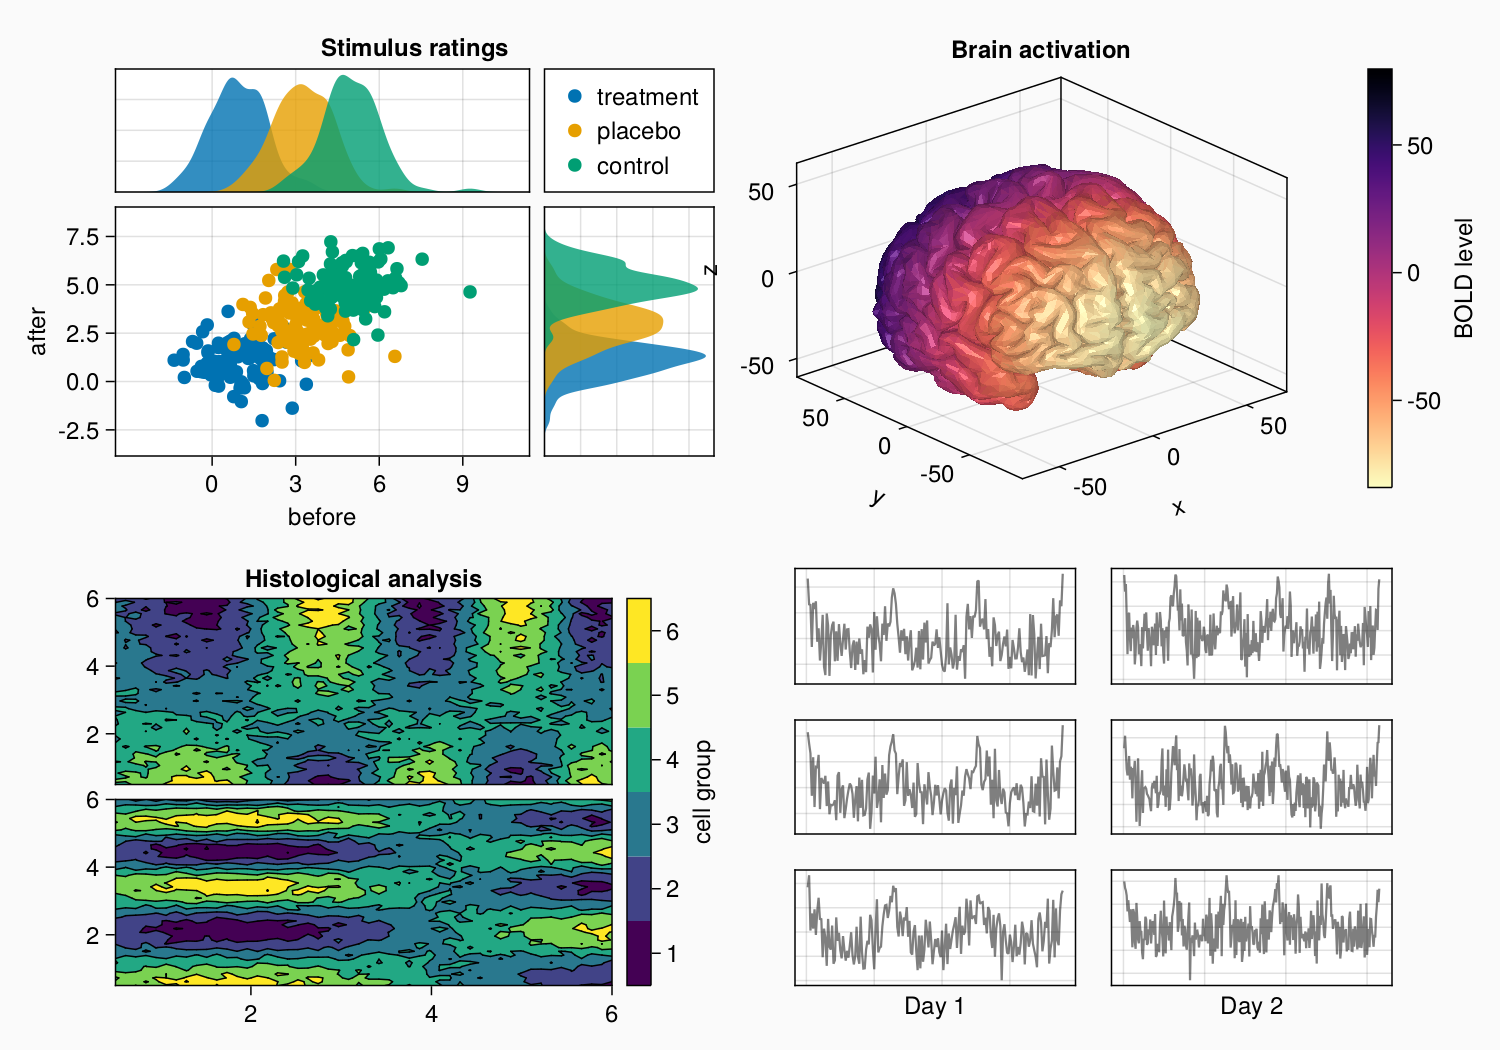 Stimulus ratings
treatment
placebo
control
7.5
5.0
2.5
0.0
-2.5
after
0
3
6
9
before
Brain activation
50
0
-50
z
50
0
-50
y
-50
0
50
x
50
0
-50
BOLD level
Histological analysis
6
4
2
6
4
2
2
4
6
6
5
4
3
2
1
cell group
Day 1
Day 2